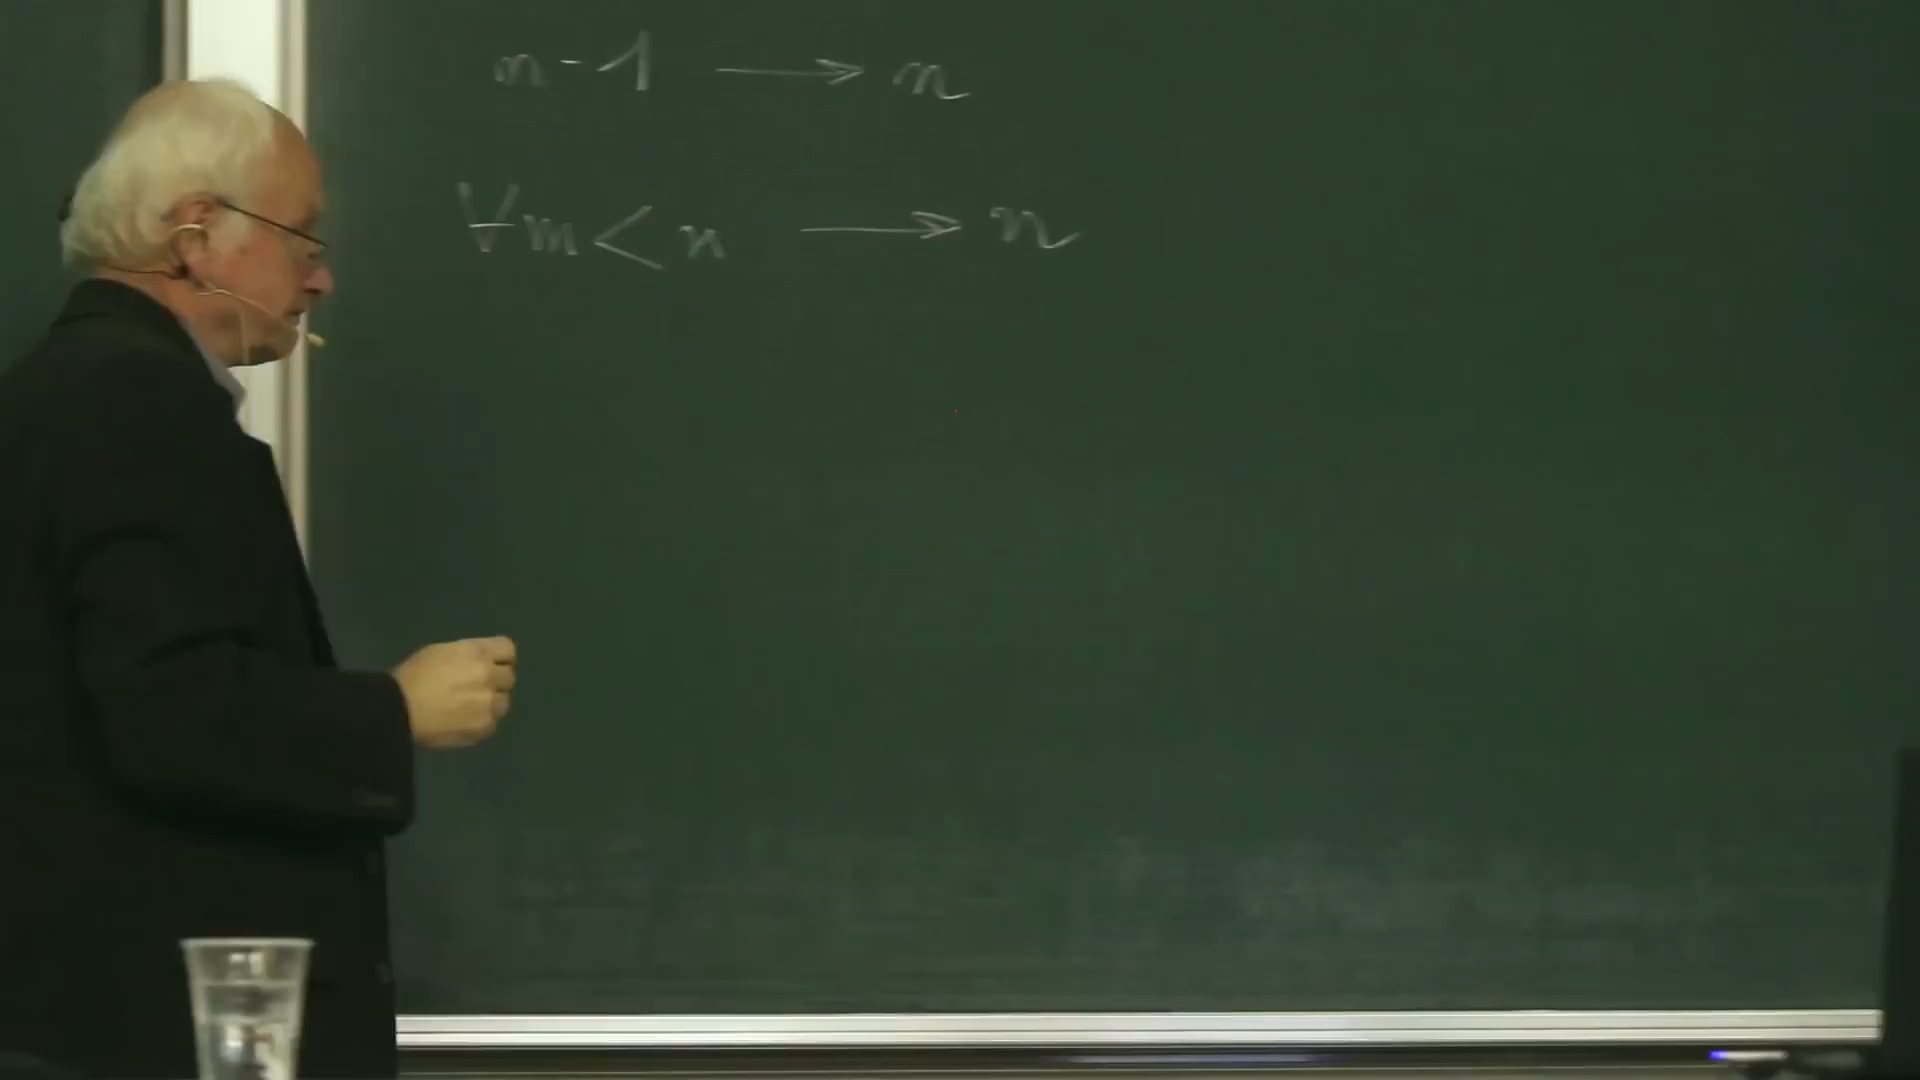 n-1 ⟶ n
∀m<n ⟶ n